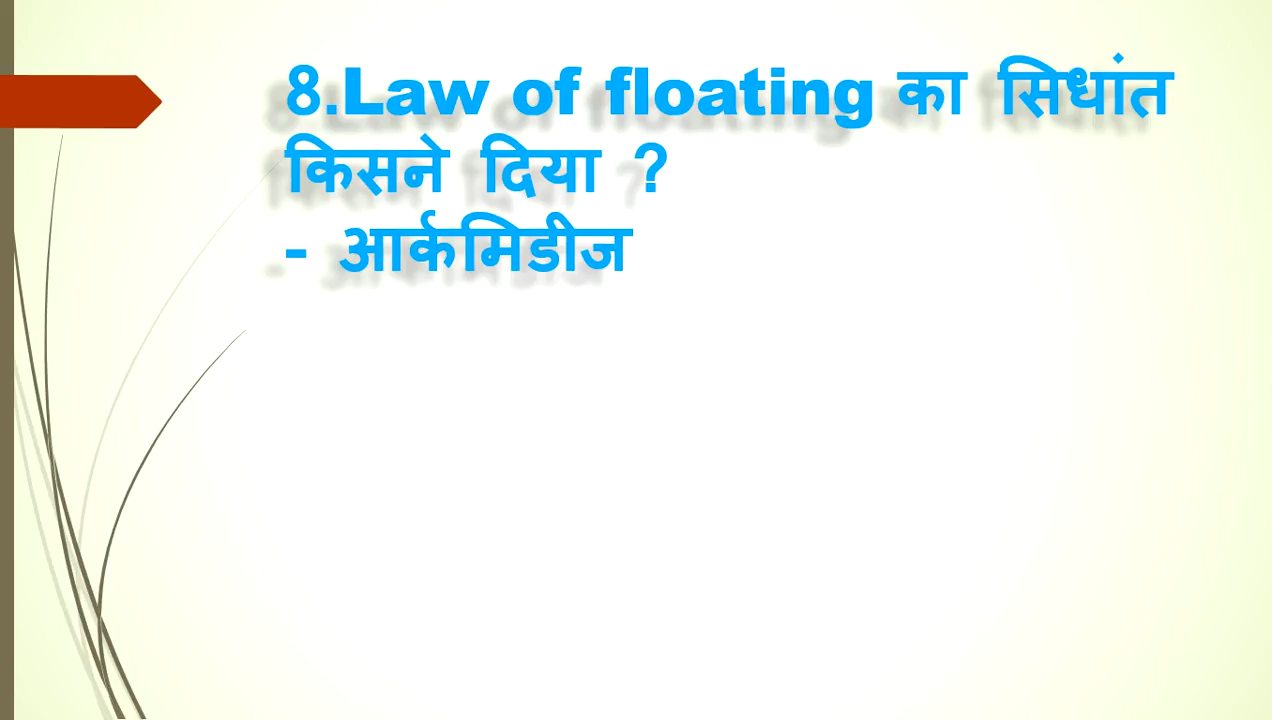 8.Law of floating का सिधांत
किसने दिया ?
- आर्कमिडीज